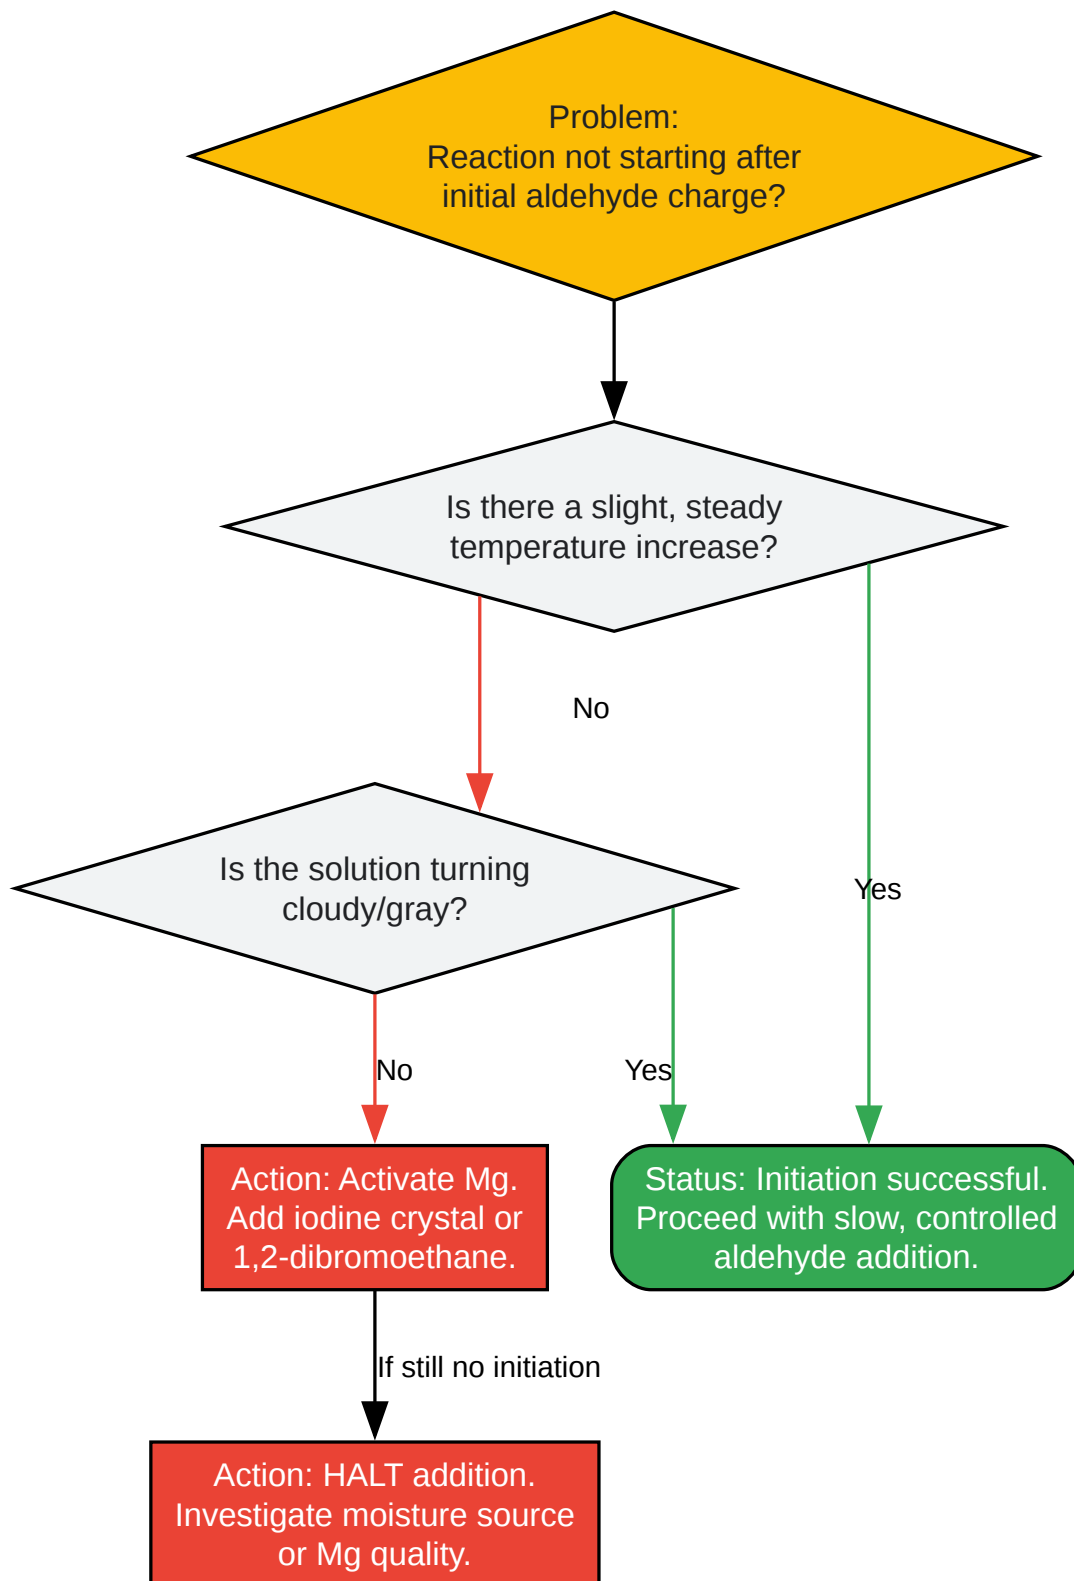 Problem:
Reaction not starting after
initial aldehyde charge?
Is there a slight, steady
temperature increase?
No
Is the solution turning
cloudy/gray?
Yes
No
Yes
Action: Activate Mg.
Add iodine crystal or
1,2-dibromoethane.
Status: Initiation successful.
Proceed with slow, controlled
aldehyde addition.
If still no initiation
Action: HALT addition.
Investigate moisture source
or Mg quality.